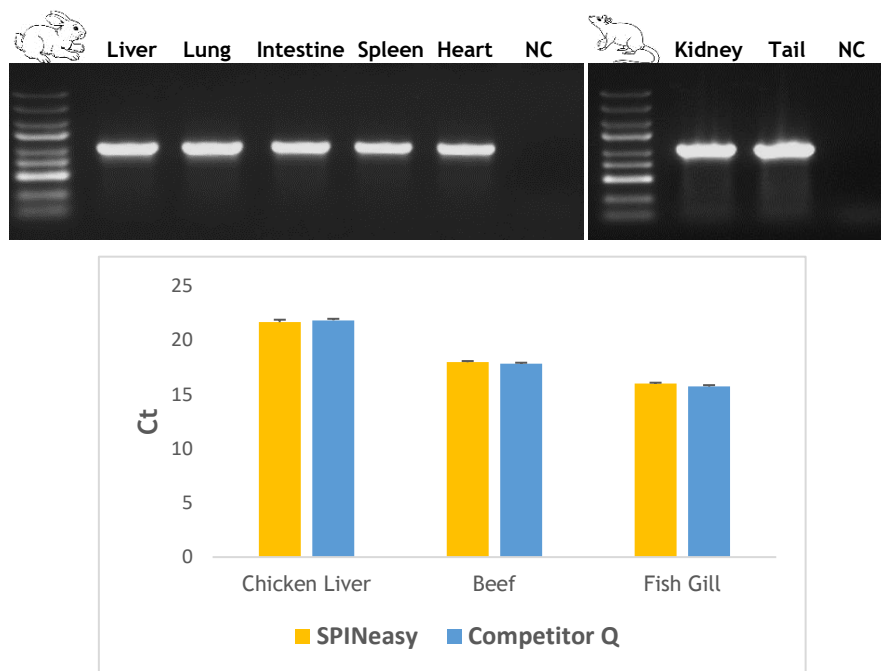 Liver Lung Intestine Spleen Heart NC
Kidney Tail NC
25
20
15
10
5
0
Ct
Chicken Liver Beef Fish Gill
SPINeasy Competitor Q